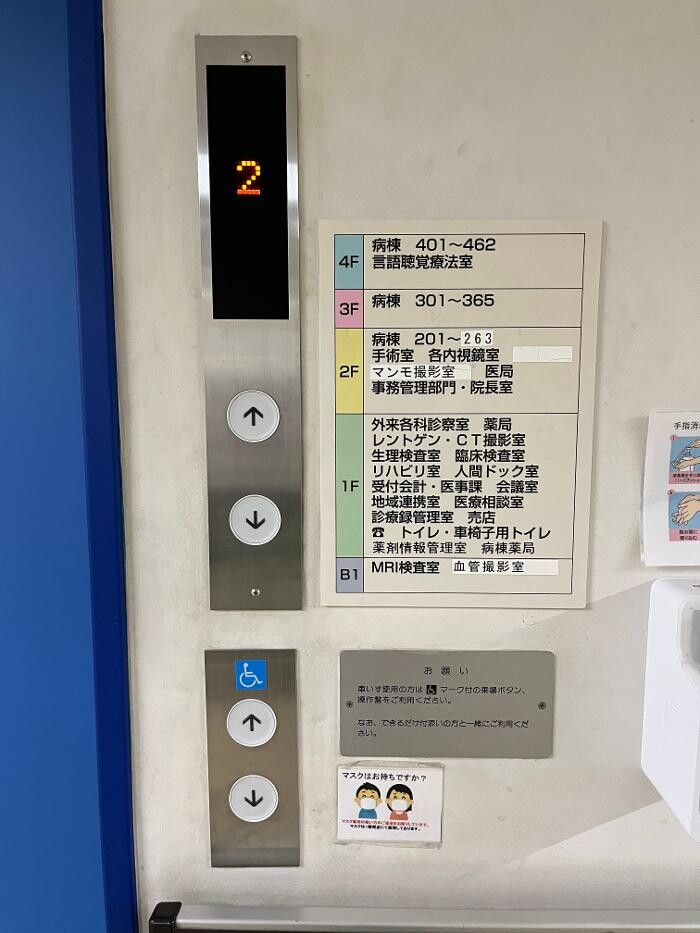 2
4F
病棟 401～462
言語聴覚療法室
3F
病棟 301～365
2F
病棟 201～263
手術室 各内視鏡室
マンモ撮影室 医局
事務管理部門・院長室
1F
外来各科診察室 薬局
レントゲン・CT撮影室
生理検査室 臨床検査室
リハビリ室 人間ドック室
受付会計・医事課 会議室
地域連携室 医療相談室
診療録管理室 売店
☎ トイレ・車椅子用トイレ
薬剤情報管理室 病棟薬局
B1
MRI検査室 血管撮影室
手指消
お願い
車いす使用の方は マーク付の乗場ボタン、
操作盤をご利用ください。
なお、できるだけ付添いの方と一緒にご利用くだ
さい。
マスクはお持ちですか？